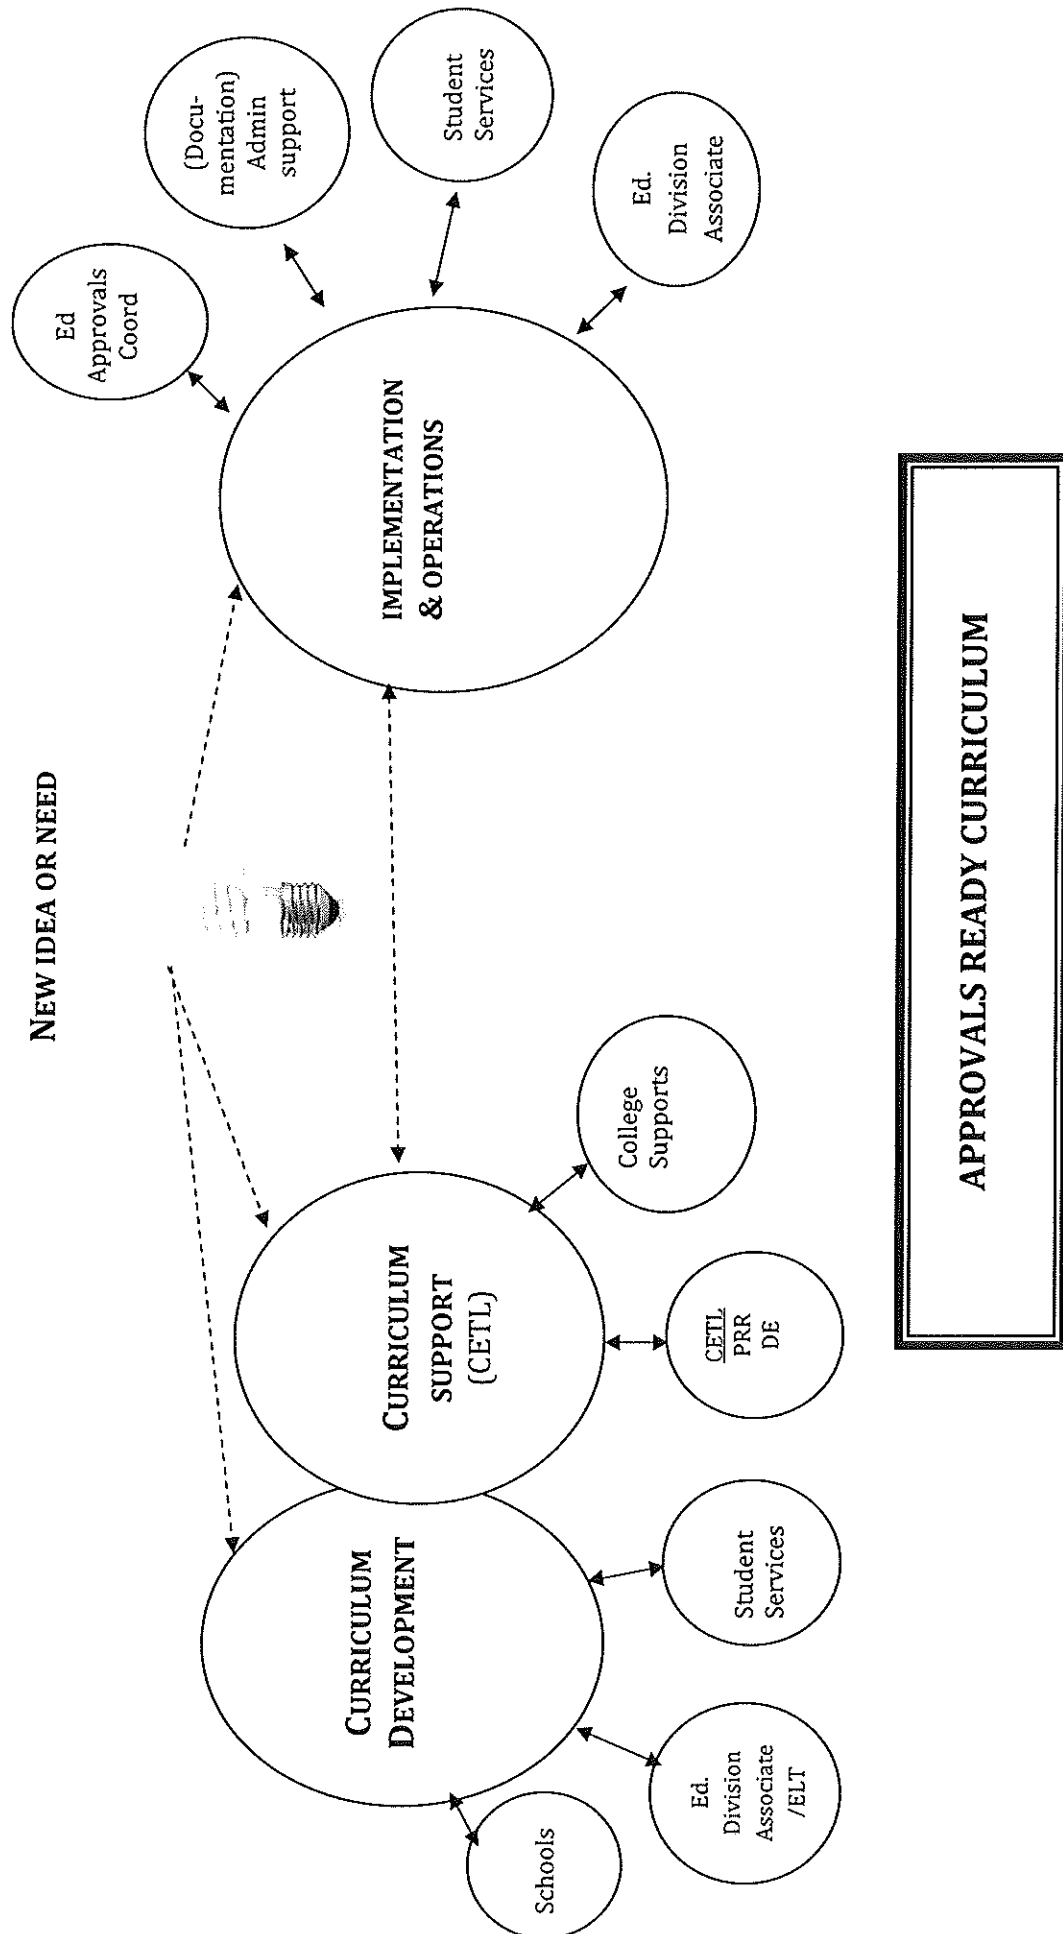 NEW IDEA OR NEED
CURRICULUM
DEVELOPMENT
CURRICULUM
SUPPORT
(CETL)
IMPLEMENTATION
& OPERATIONS
Schools
Ed.
Division
Associate
/ELT
Student
Services
CETL
PRR
DE
College
Supports
Ed
Approvals
Coord
(Docu-
mentation)
Admin
support
Student
Services
Ed.
Division
Associate
APPROVALS READY CURRICULUM